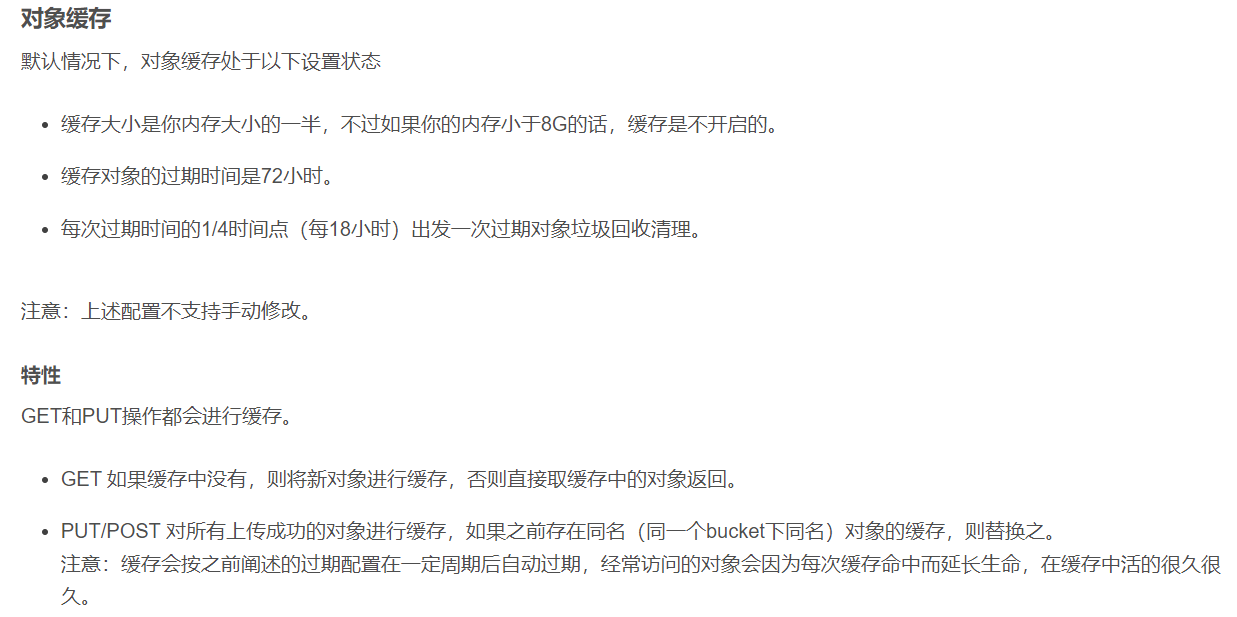 对象缓存
默认情况下，对象缓存处于以下设置状态
• 缓存大小是你内存大小的一半，不过如果你的内存小于8G的话，缓存是不开启的。
• 缓存对象的过期时间是72小时。
• 每次过期时间的1/4时间点（每18小时）出发一次过期对象垃圾回收清理。
注意：上述配置不支持手动修改。
特性
GET和PUT操作都会进行缓存。
• GET 如果缓存中没有，则将新对象进行缓存，否则直接取缓存中的对象返回。
• PUT/POST 对所有上传成功的对象进行缓存，如果之前存在同名（同一个bucket下同名）对象的缓存，则替换之。
注意：缓存会按之前阐述的过期配置在一定周期后自动过期，经常访问的对象会因为每次缓存命中而延长生命，在缓存中活的很久很
久。